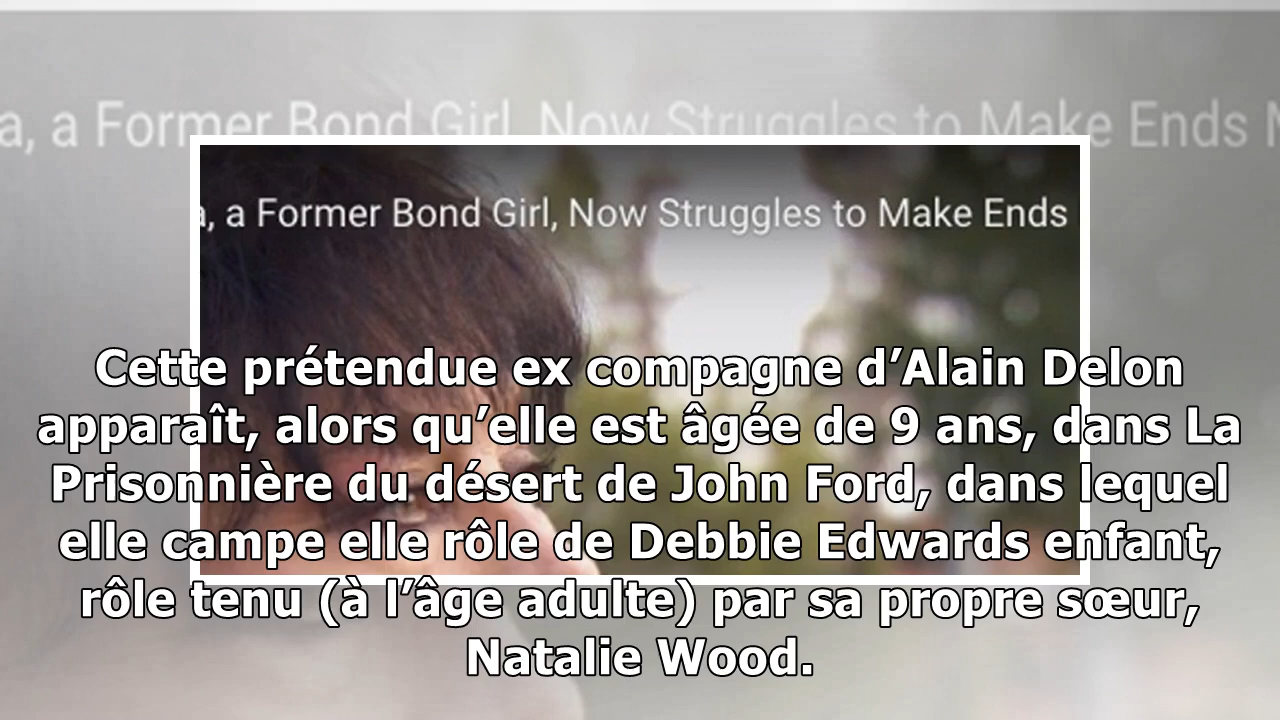 a, a Former Bond Girl, Now Struggles to Make Ends
a, a Former Bond Girl, Now Struggles to Make Ends
Cette prétendue ex compagne d’Alain Delon
apparaît, alors qu’elle est âgée de 9 ans, dans La
Prisonnière du désert de John Ford, dans lequel
elle campe elle rôle de Debbie Edwards enfant,
rôle tenu (à l’âge adulte) par sa propre sœur,
Natalie Wood.